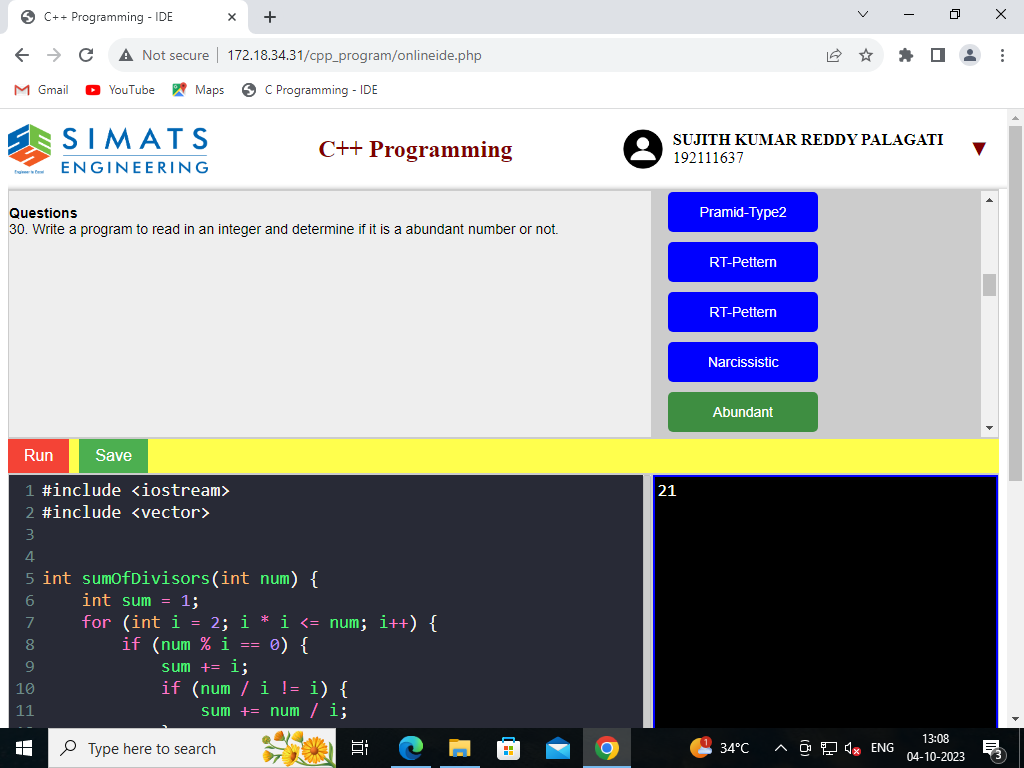 C++ Programming - IDE
Not secure 172.18.34.31/cpp_program/onlineide.php
Gmail YouTube Maps C Programming - IDE
SIMATS
ENGINEERING
Engineer to Excel
C++ Programming
SUJITH KUMAR REDDY PALAGATI
192111637
Questions
30. Write a program to read in an integer and determine if it is a abundant number or not.
Pramid-Type2
RT-Pettern
RT-Pettern
Narcissistic
Abundant
Run Save
1 #include <iostream>
2 #include <vector>
3
4
5 int sumOfDivisors(int num) {
6 int sum = 1;
7 for (int i = 2; i * i <= num; i++) {
8 if (num % i == 0) {
9 sum += i;
10 if (num / i != i) {
11 sum += num / i;
21
Type here to search
1
34°C
ENG
13:08
04-10-2023
3